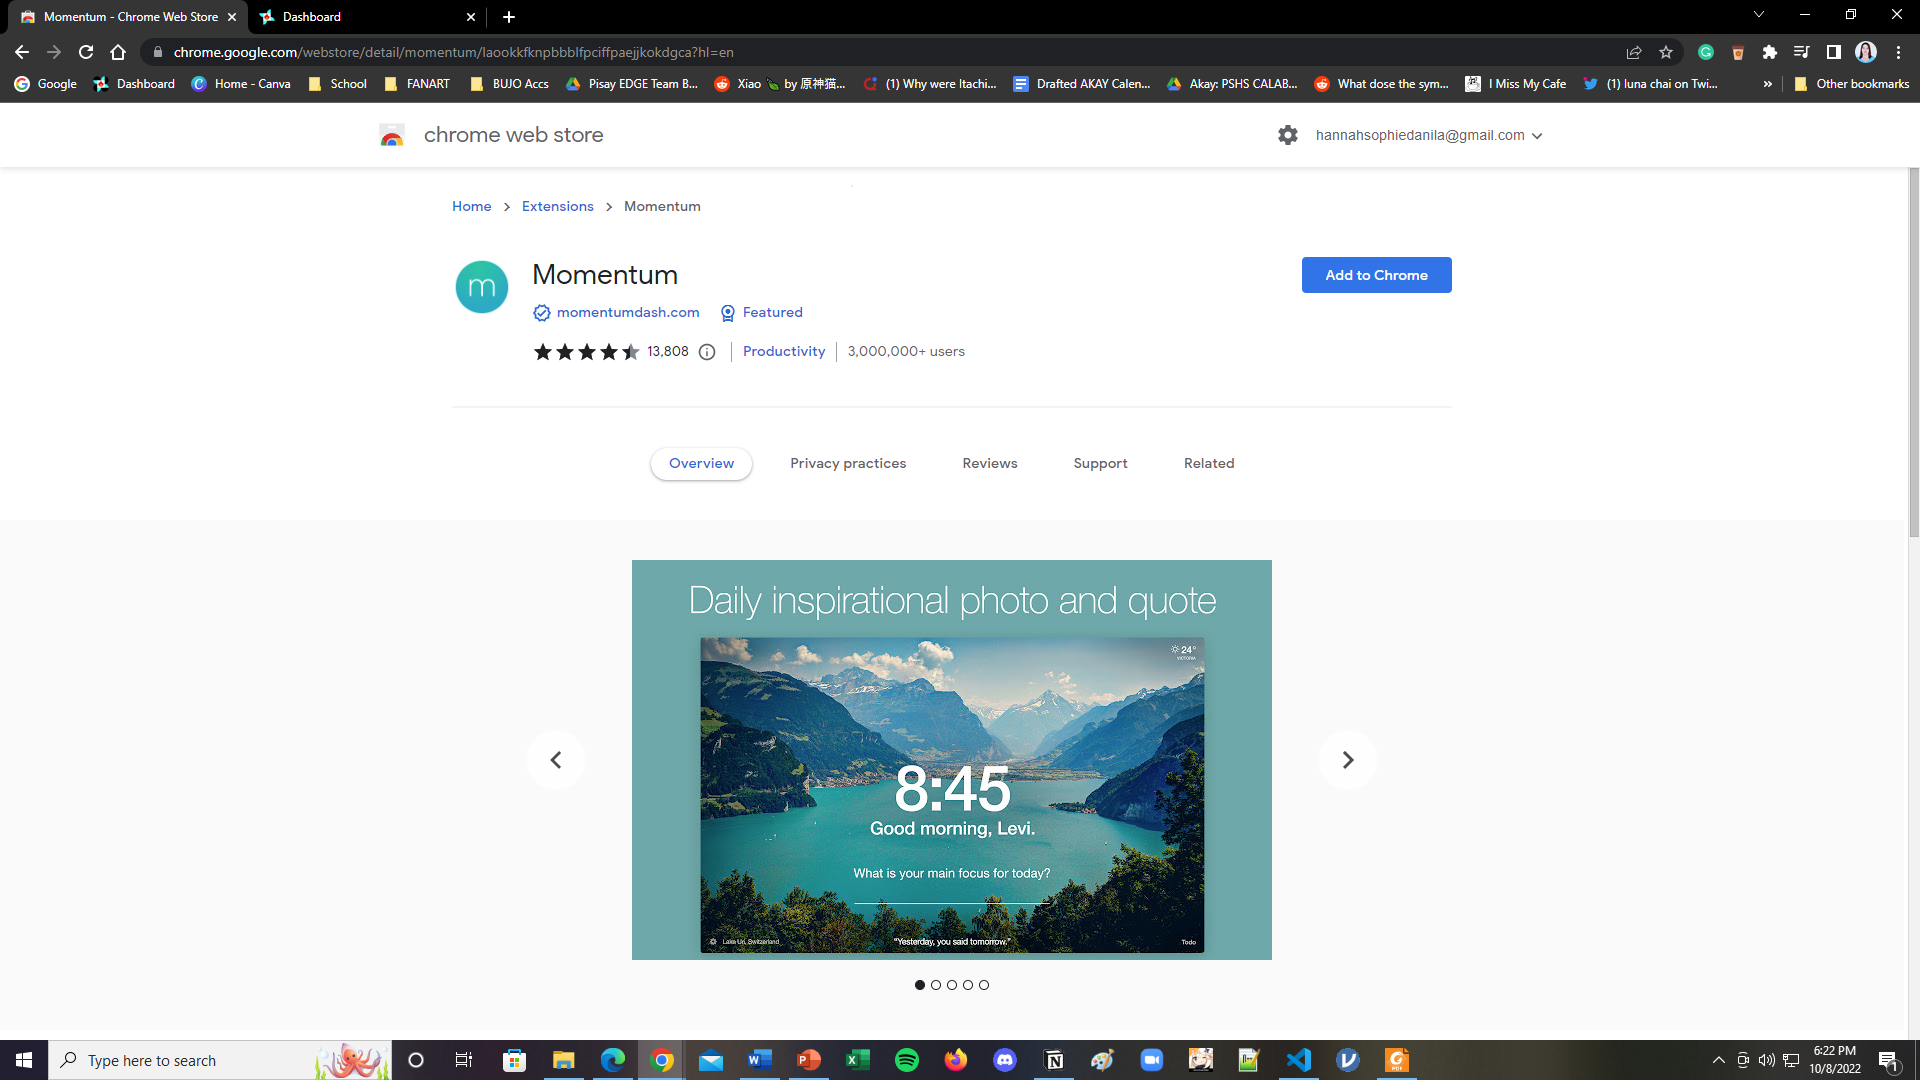 Momentum - Chrome Web Store
Dashboard
chrome.google.com/webstore/detail/momentum/laookkfknpbbblfpciffpaejjkokdgca?hl=en
Google
Dashboard
Home - Canva
School
FANART
BUJO Accs
Pisay EDGE Team B...
Xiao 🍃 by 原神猫...
(1) Why were Itachi...
Drafted AKAY Calen...
Akay: PSHS CALAB...
What dose the sym...
I Miss My Cafe
(1) luna chai on Twi...
»
Other bookmarks
chrome web store
hannahsophiedanila@gmail.com
Home > Extensions > Momentum
m
Momentum
Add to Chrome
momentumdash.com
Featured
13,808
Productivity
3,000,000+ users
Overview
Privacy practices
Reviews
Support
Related
Daily inspirational photo and quote
24°
VICTORIA
8:45
Good morning, Levi.
What is your main focus for today?
Lake Uri, Switzerland
"Yesterday, you said tomorrow."
Todo
Type here to search
6:22 PM
10/8/2022
1